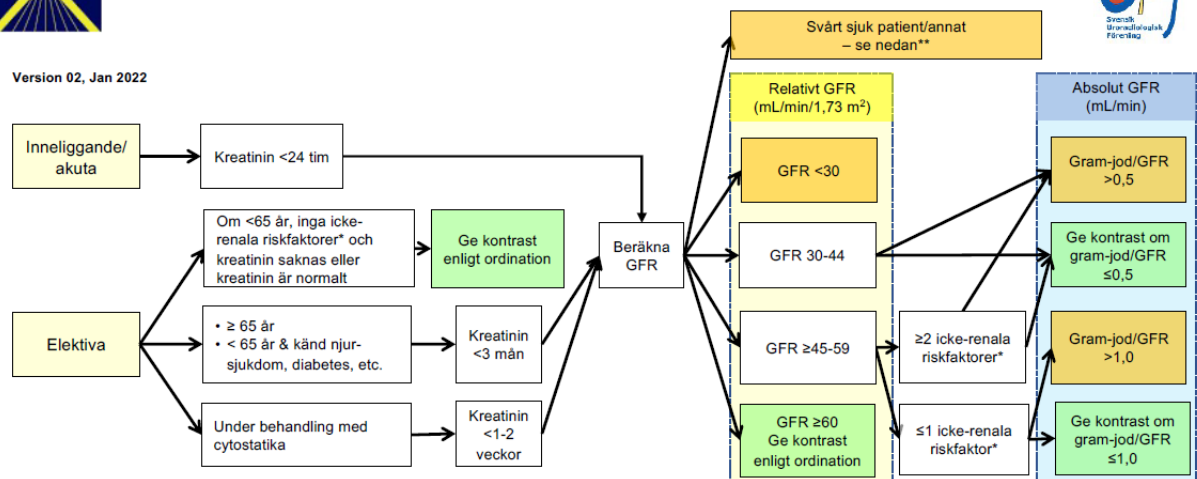 Svensk
Uroradiologisk
Förening
Version 02, Jan 2022
Inneliggande/
akuta
Kreatinin <24 tim
Elektiva
Om <65 år, inga icke-
renala riskfaktorer* och
kreatinin saknas eller
kreatinin är normalt
Ge kontrast
enligt ordination
• ≥ 65 år
• < 65 år & känd njur-
sjukdom, diabetes, etc.
Kreatinin
<3 mån
Under behandling med
cytostatika
Kreatinin
<1-2
veckor
Beräkna
GFR
Svårt sjuk patient/annat
– se nedan**
Relativt GFR
(mL/min/1,73 m²)
GFR <30
GFR 30-44
GFR ≥45-59
GFR ≥60
Ge kontrast
enligt ordination
≥2 icke-renala
riskfaktorer*
≤1 icke-renala
riskfaktor*
Absolut GFR
(mL/min)
Gram-jod/GFR
>0,5
Ge kontrast om
gram-jod/GFR
≤0,5
Gram-jod/GFR
>1,0
Ge kontrast om
gram-jod/GFR
≤1,0